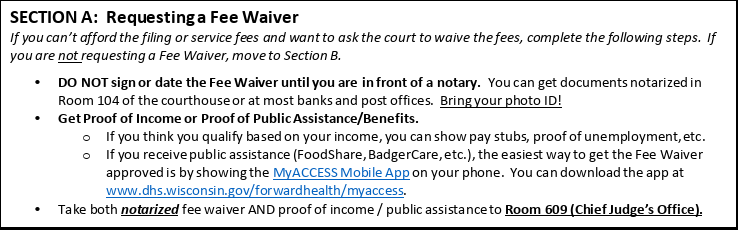 SECTION A:  Requesting a Fee Waiver
If you can't afford the filing or service fees and want to ask the court to waive the fees, complete the following steps.  If
you are not requesting a Fee Waiver, move to Section B.
• DO NOT sign or date the Fee Waiver until you are in front of a notary.  You can get documents notarized in
Room 104 of the courthouse or at most banks and post offices.  Bring your photo ID!
• Get Proof of Income or Proof of Public Assistance/Benefits.
o If you think you qualify based on your income, you can show pay stubs, proof of unemployment, etc.
o If you receive public assistance (FoodShare, BadgerCare, etc.), the easiest way to get the Fee Waiver
approved is by showing the MyACCESS Mobile App on your phone.  You can download the app at
www.dhs.wisconsin.gov/forwardhealth/myaccess.
• Take both notarized fee waiver AND proof of income / public assistance to Room 609 (Chief Judge's Office).